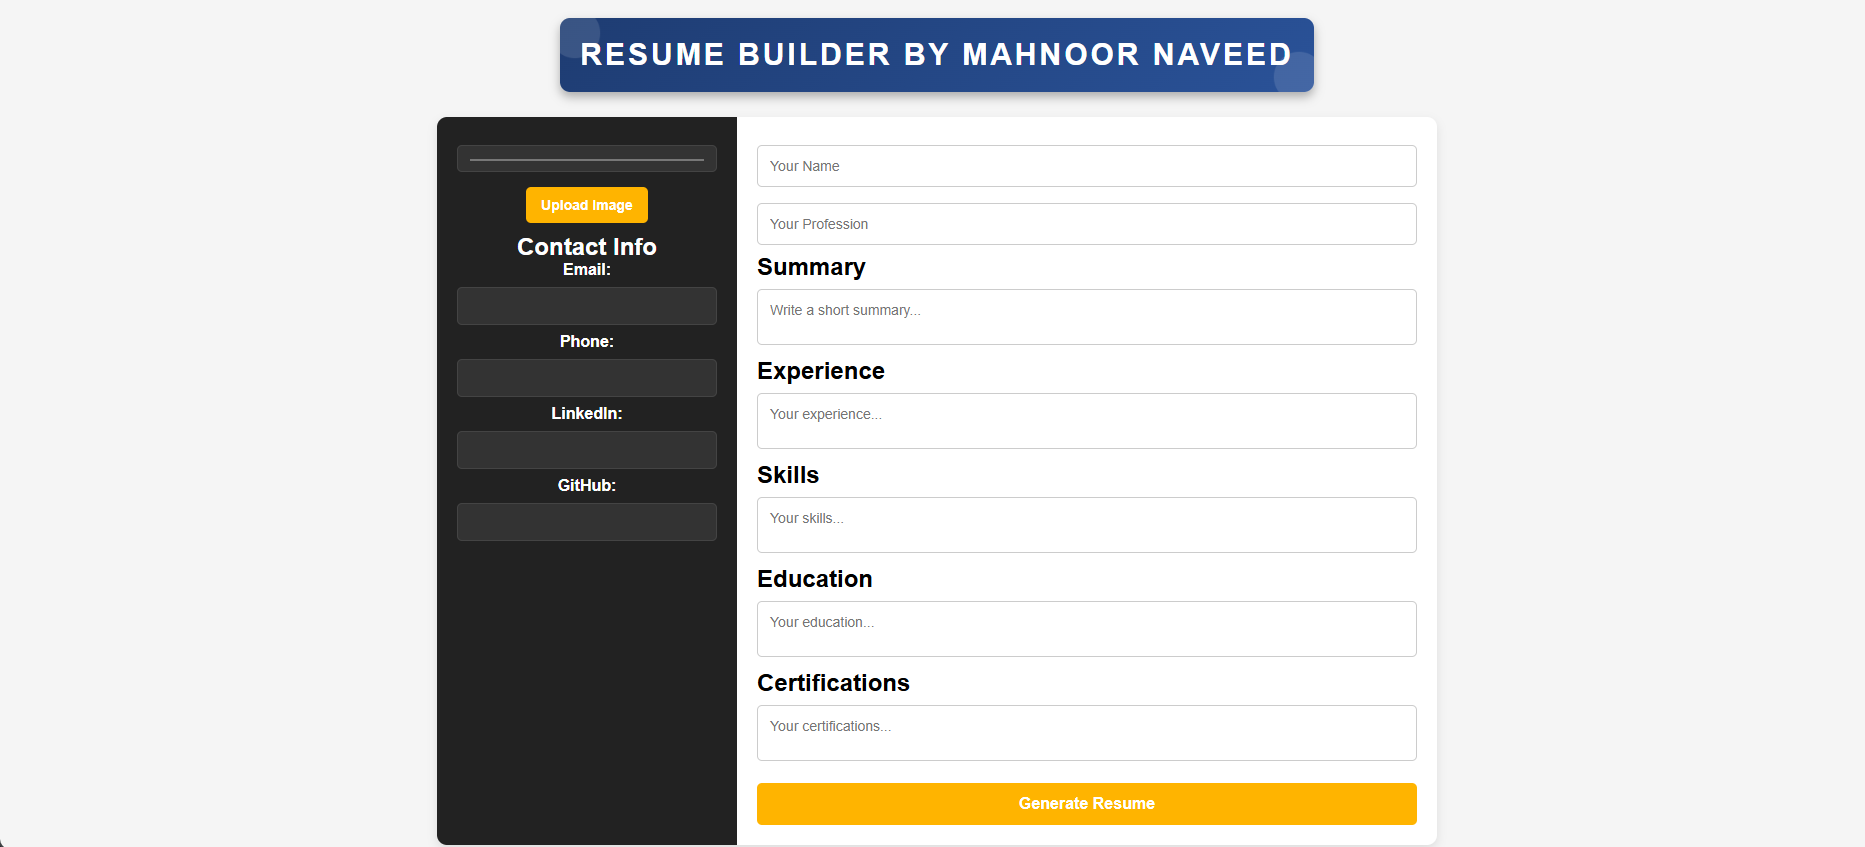 RESUME BUILDER BY MAHNOOR NAVEED
Upload Image
Contact Info
Email:
Phone:
LinkedIn:
GitHub:
Your Name
Your Profession
Summary
Write a short summary...
Experience
Your experience...
Skills
Your skills...
Education
Your education...
Certifications
Your certifications...
Generate Resume